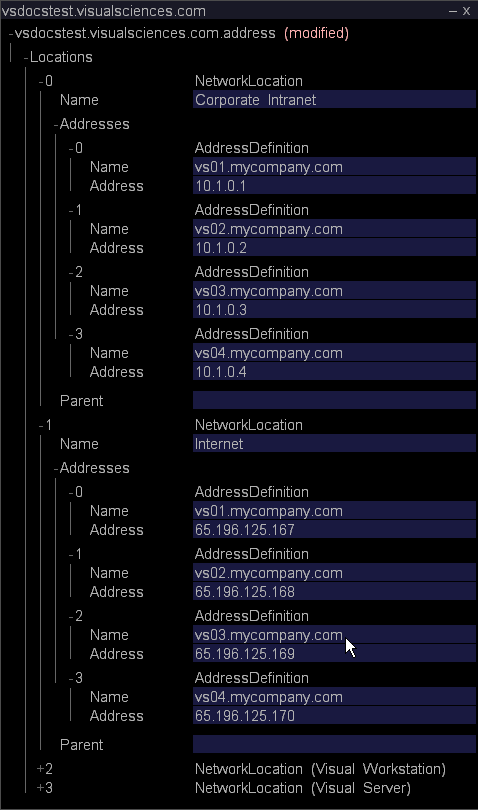 vsdocstest.visualsciences.com – x
-vsdocstest.visualsciences.com.address (modified)
-Locations
-0 NetworkLocation
Name Corporate Intranet
-Addresses
-0 AddressDefinition
Name vs01.mycompany.com
Address 10.1.0.1
-1 AddressDefinition
Name vs02.mycompany.com
Address 10.1.0.2
-2 AddressDefinition
Name vs03.mycompany.com
Address 10.1.0.3
-3 AddressDefinition
Name vs04.mycompany.com
Address 10.1.0.4
Parent
-1 NetworkLocation
Name Internet
-Addresses
-0 AddressDefinition
Name vs01.mycompany.com
Address 65.196.125.167
-1 AddressDefinition
Name vs02.mycompany.com
Address 65.196.125.168
-2 AddressDefinition
Name vs03.mycompany.com
Address 65.196.125.169
-3 AddressDefinition
Name vs04.mycompany.com
Address 65.196.125.170
Parent
+2 NetworkLocation (Visual Workstation)
+3 NetworkLocation (Visual Server)